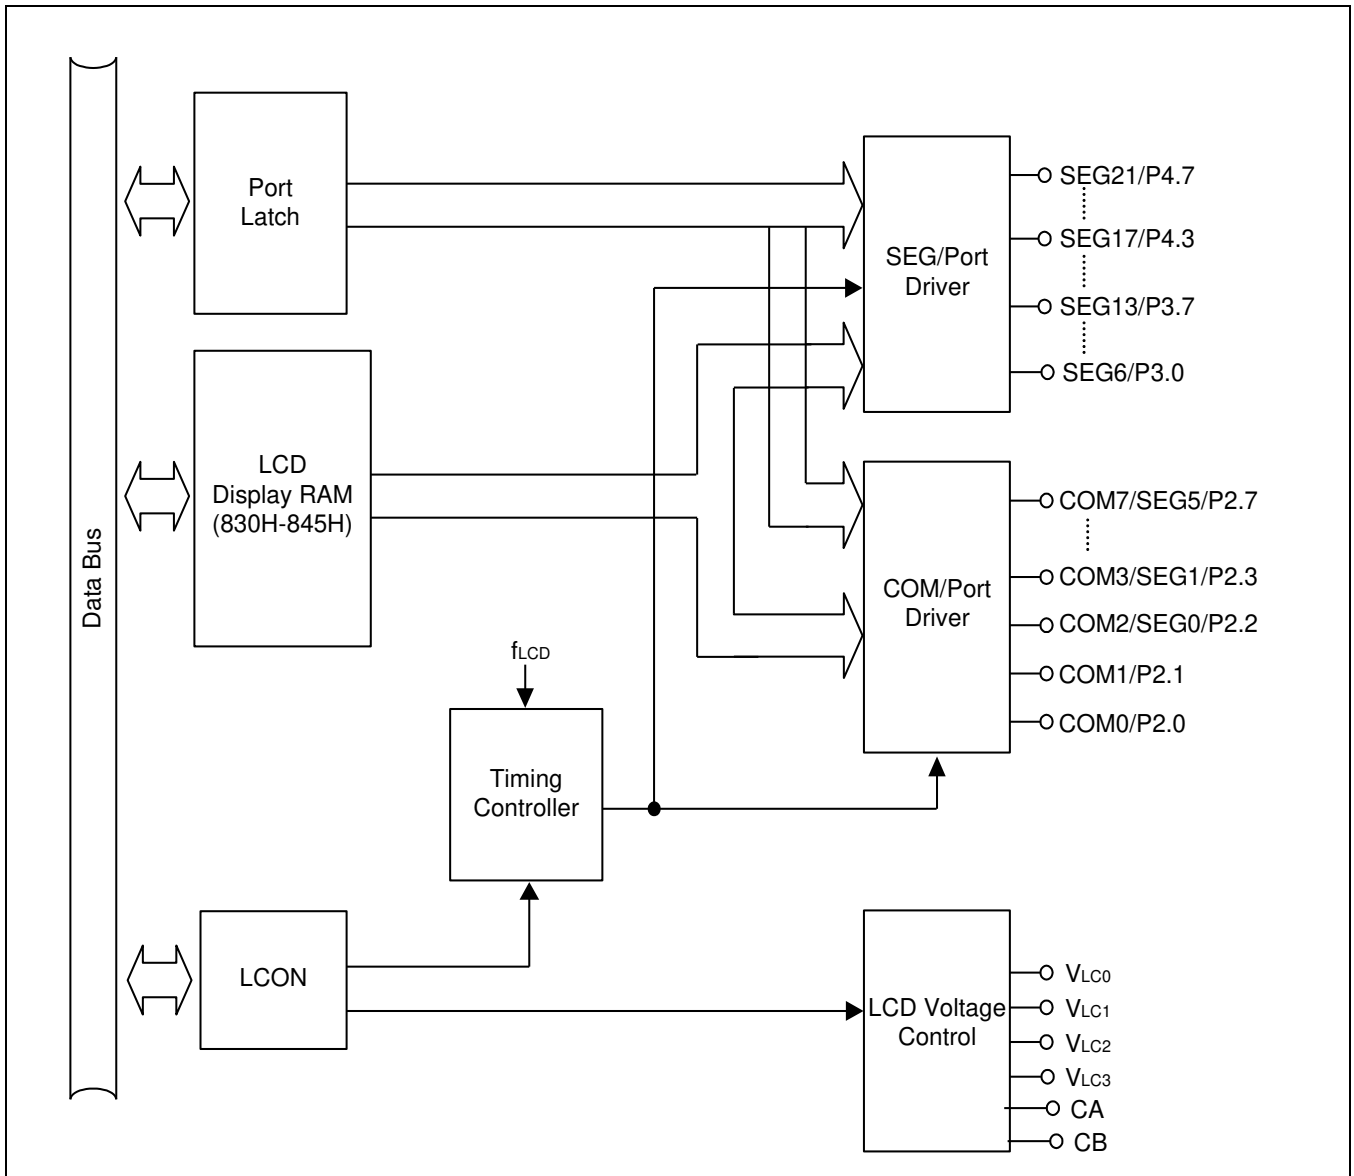 Data Bus
Port
Latch
LCD
Display RAM
(830H-845H)
fLCD
Timing
Controller
LCON
SEG/Port
Driver
SEG21/P4.7
SEG17/P4.3
SEG13/P3.7
SEG6/P3.0
COM/Port
Driver
COM7/SEG5/P2.7
COM3/SEG1/P2.3
COM2/SEG0/P2.2
COM1/P2.1
COM0/P2.0
LCD Voltage
Control
VLC0
VLC1
VLC2
VLC3
CA
CB